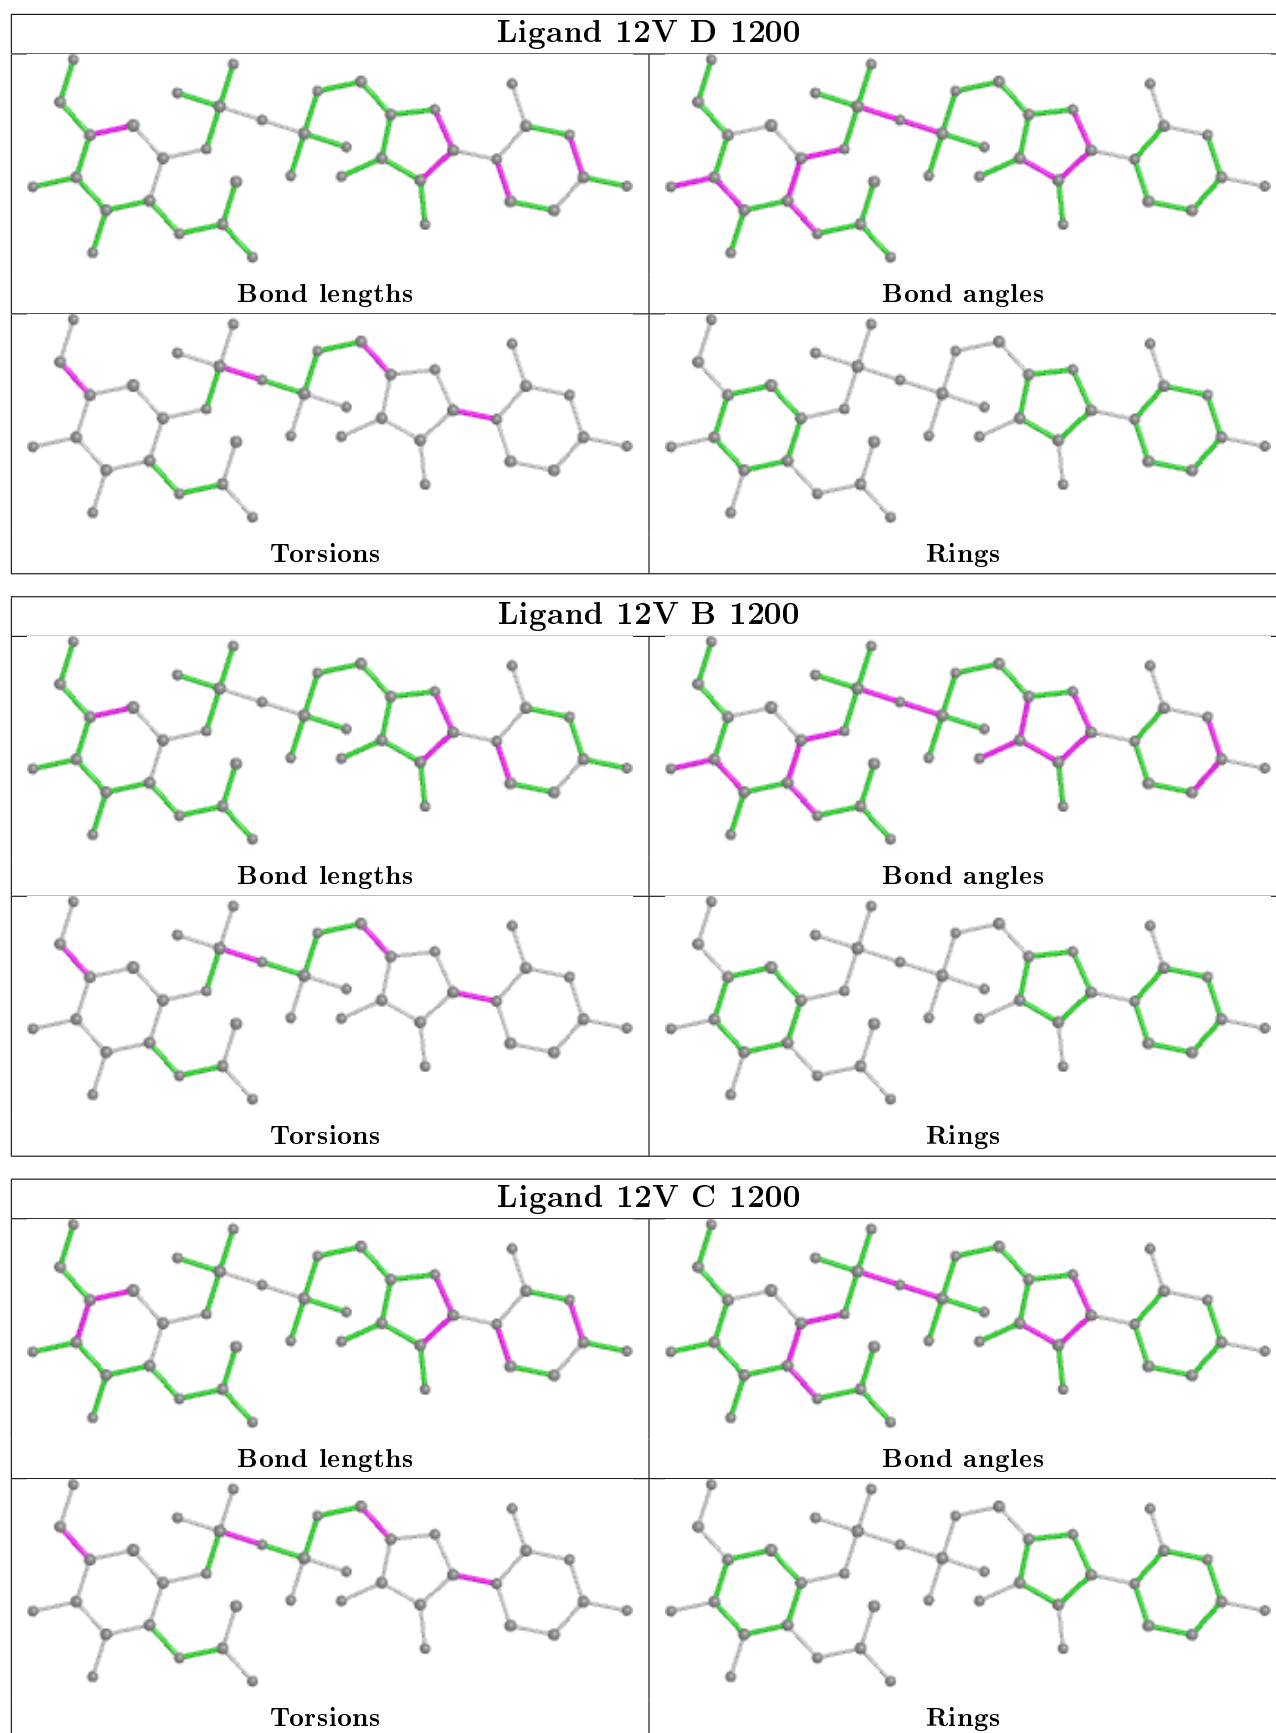 Ligand 12V D 1200
Bond lengths
Bond angles
Torsions
Rings
Ligand 12V B 1200
Bond lengths
Bond angles
Torsions
Rings
Ligand 12V C 1200
Bond lengths
Bond angles
Torsions
Rings